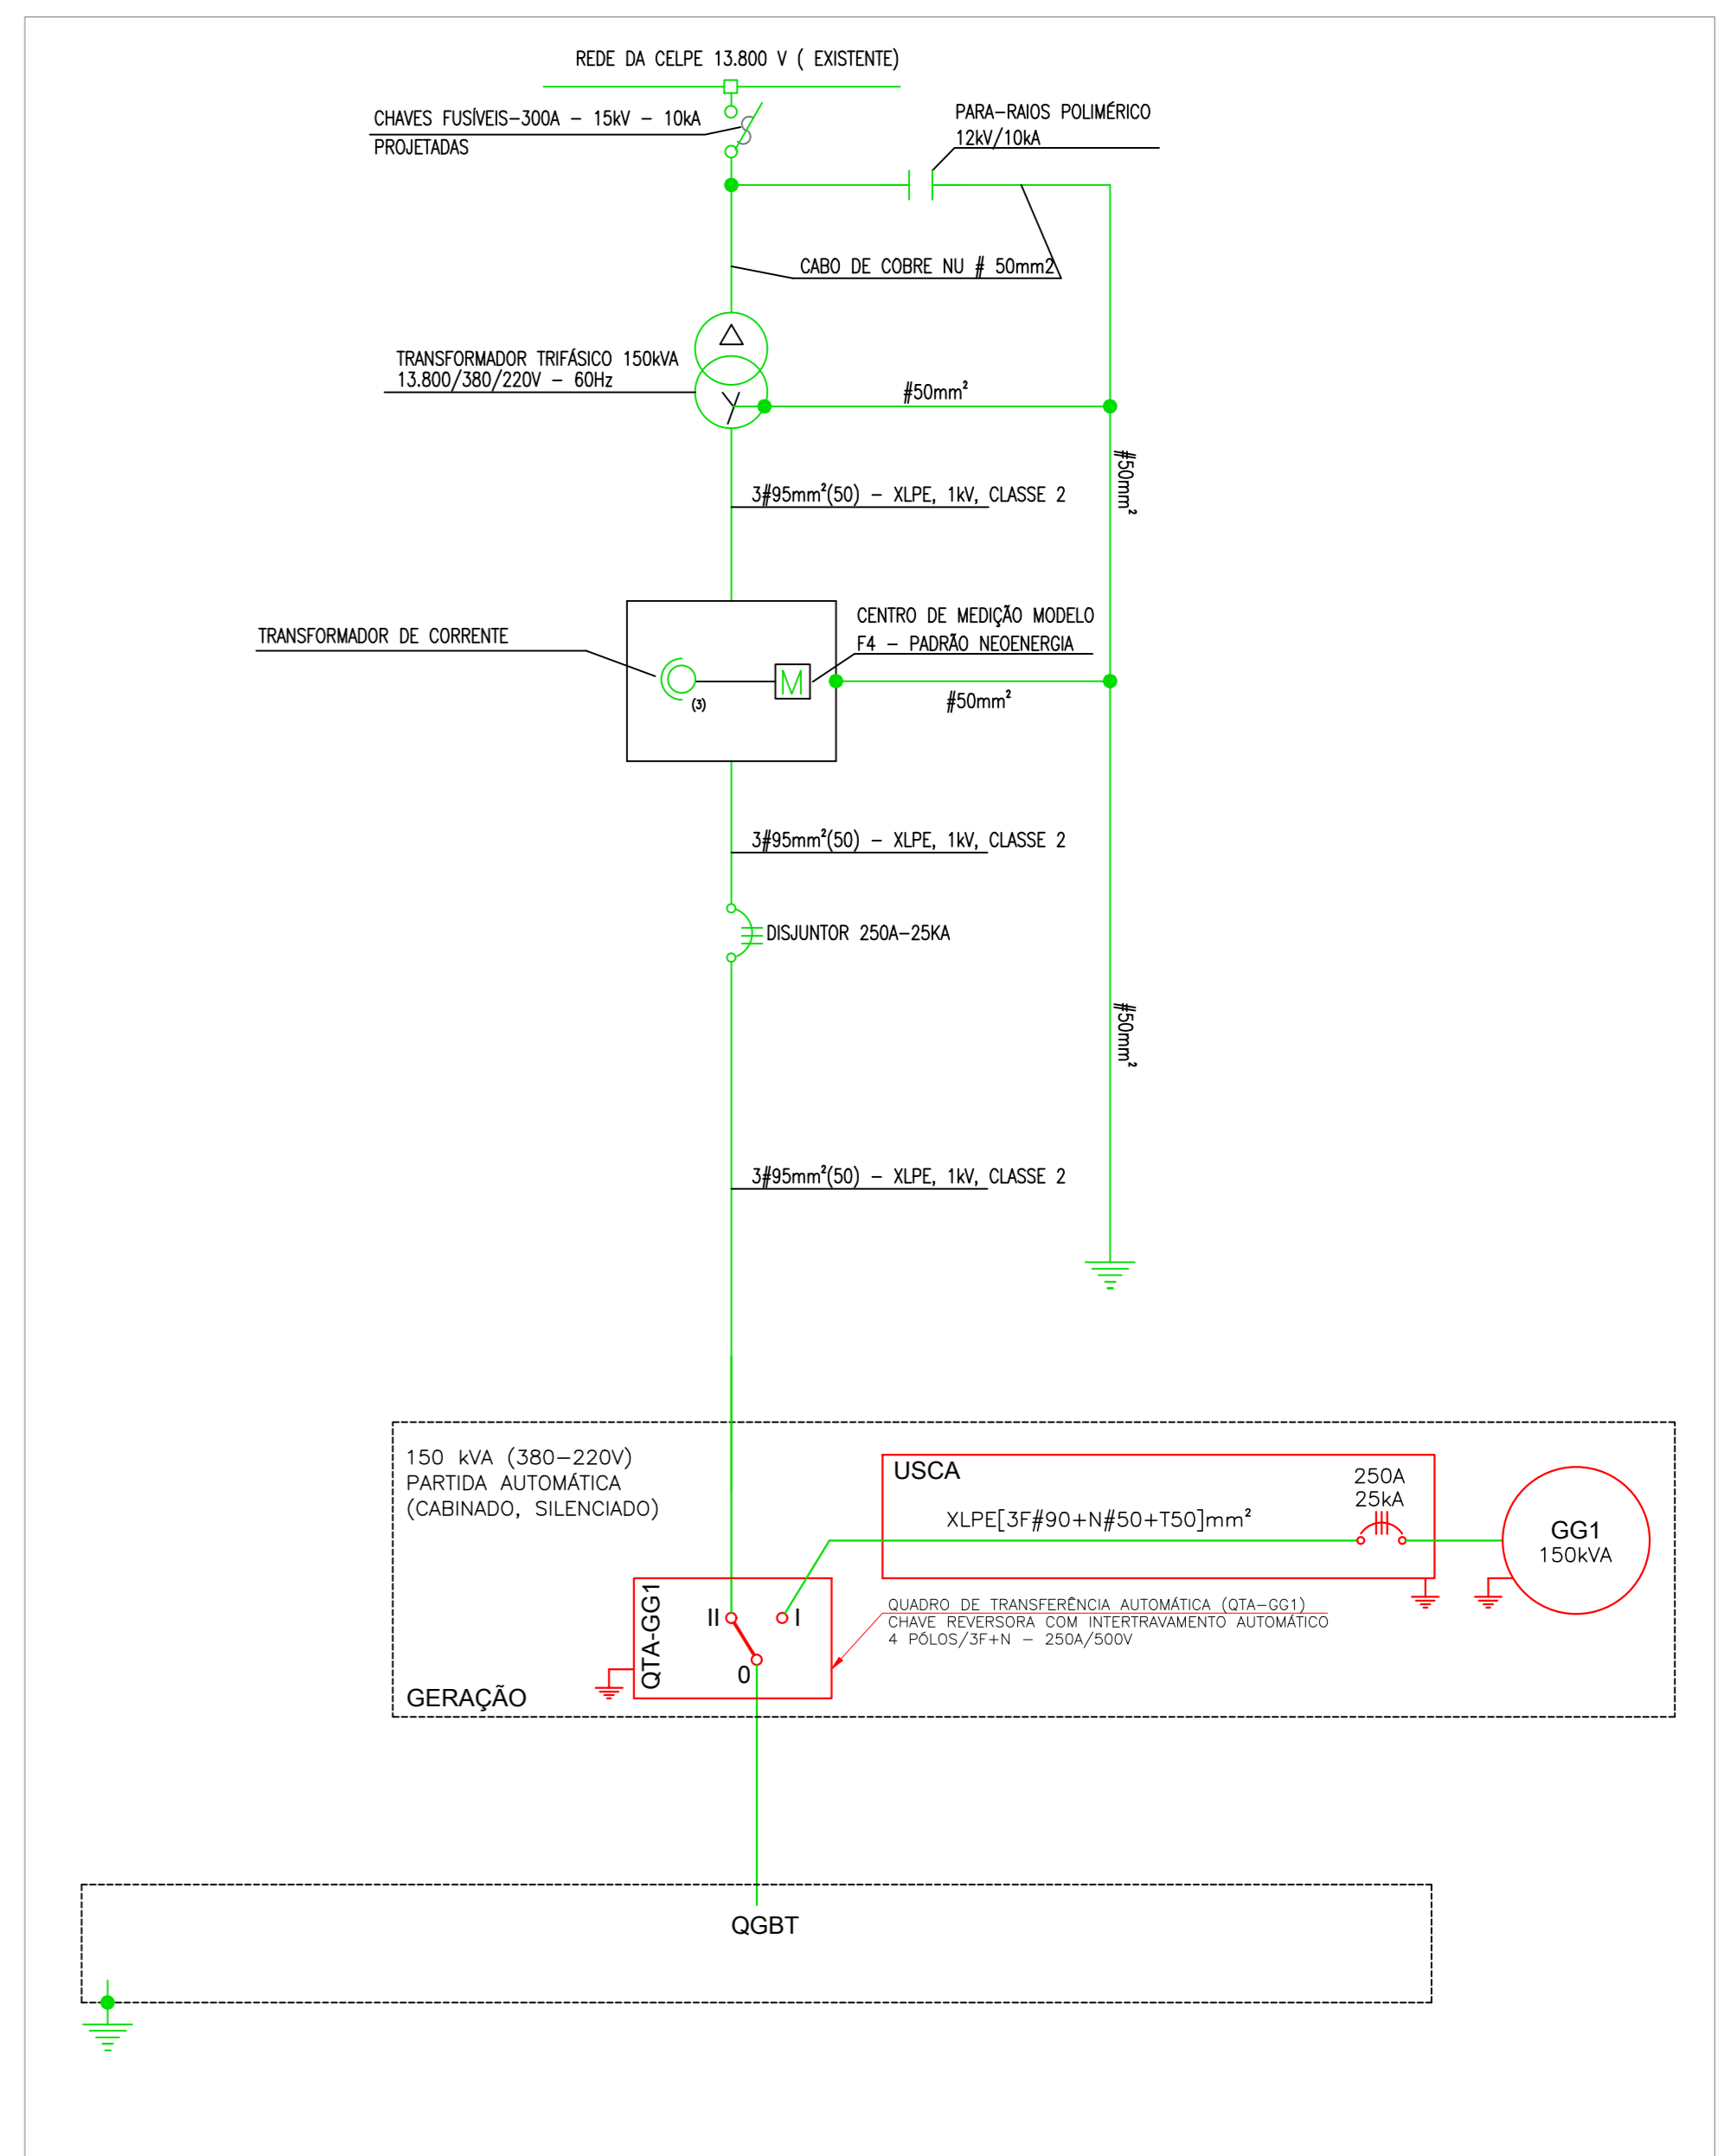 REDE DA CELPE 13.800 V ( EXISTENTE)
CHAVES FUSÍVEIS-300A - 15kV - 10kA
PROJETADAS
PARA-RAIOS POLIMÉRICO
12kV/10kA
CABO DE COBRE NU # 50mm2
TRANSFORMADOR TRIFÁSICO 150kVA
13.800/380/220V - 60Hz
#50mm²
#50mm²
3#95mm²(50) - XLPE, 1kV, CLASSE 2
TRANSFORMADOR DE CORRENTE
CENTRO DE MEDIÇÃO MODELO
F4 - PADRÃO NEOENERGIA
M
(3)
#50mm²
3#95mm²(50) - XLPE, 1kV, CLASSE 2
DISJUNTOR 250A-25KA
#50mm²
3#95mm²(50) - XLPE, 1kV, CLASSE 2
150 kVA (380-220V)
PARTIDA AUTOMÁTICA
(CABINADO, SILENCIADO)
USCA
250A
25kA
XLPE[3F#90+N#50+T50]mm²
GG1
150kVA
QTA-GG1
II
I
0
QUADRO DE TRANSFERÊNCIA AUTOMÁTICA (QTA-GG1)
CHAVE REVERSORA COM INTERTRAVAMENTO AUTOMÁTICO
4 PÓLOS/3F+N - 250A/500V
GERAÇÃO
QGBT